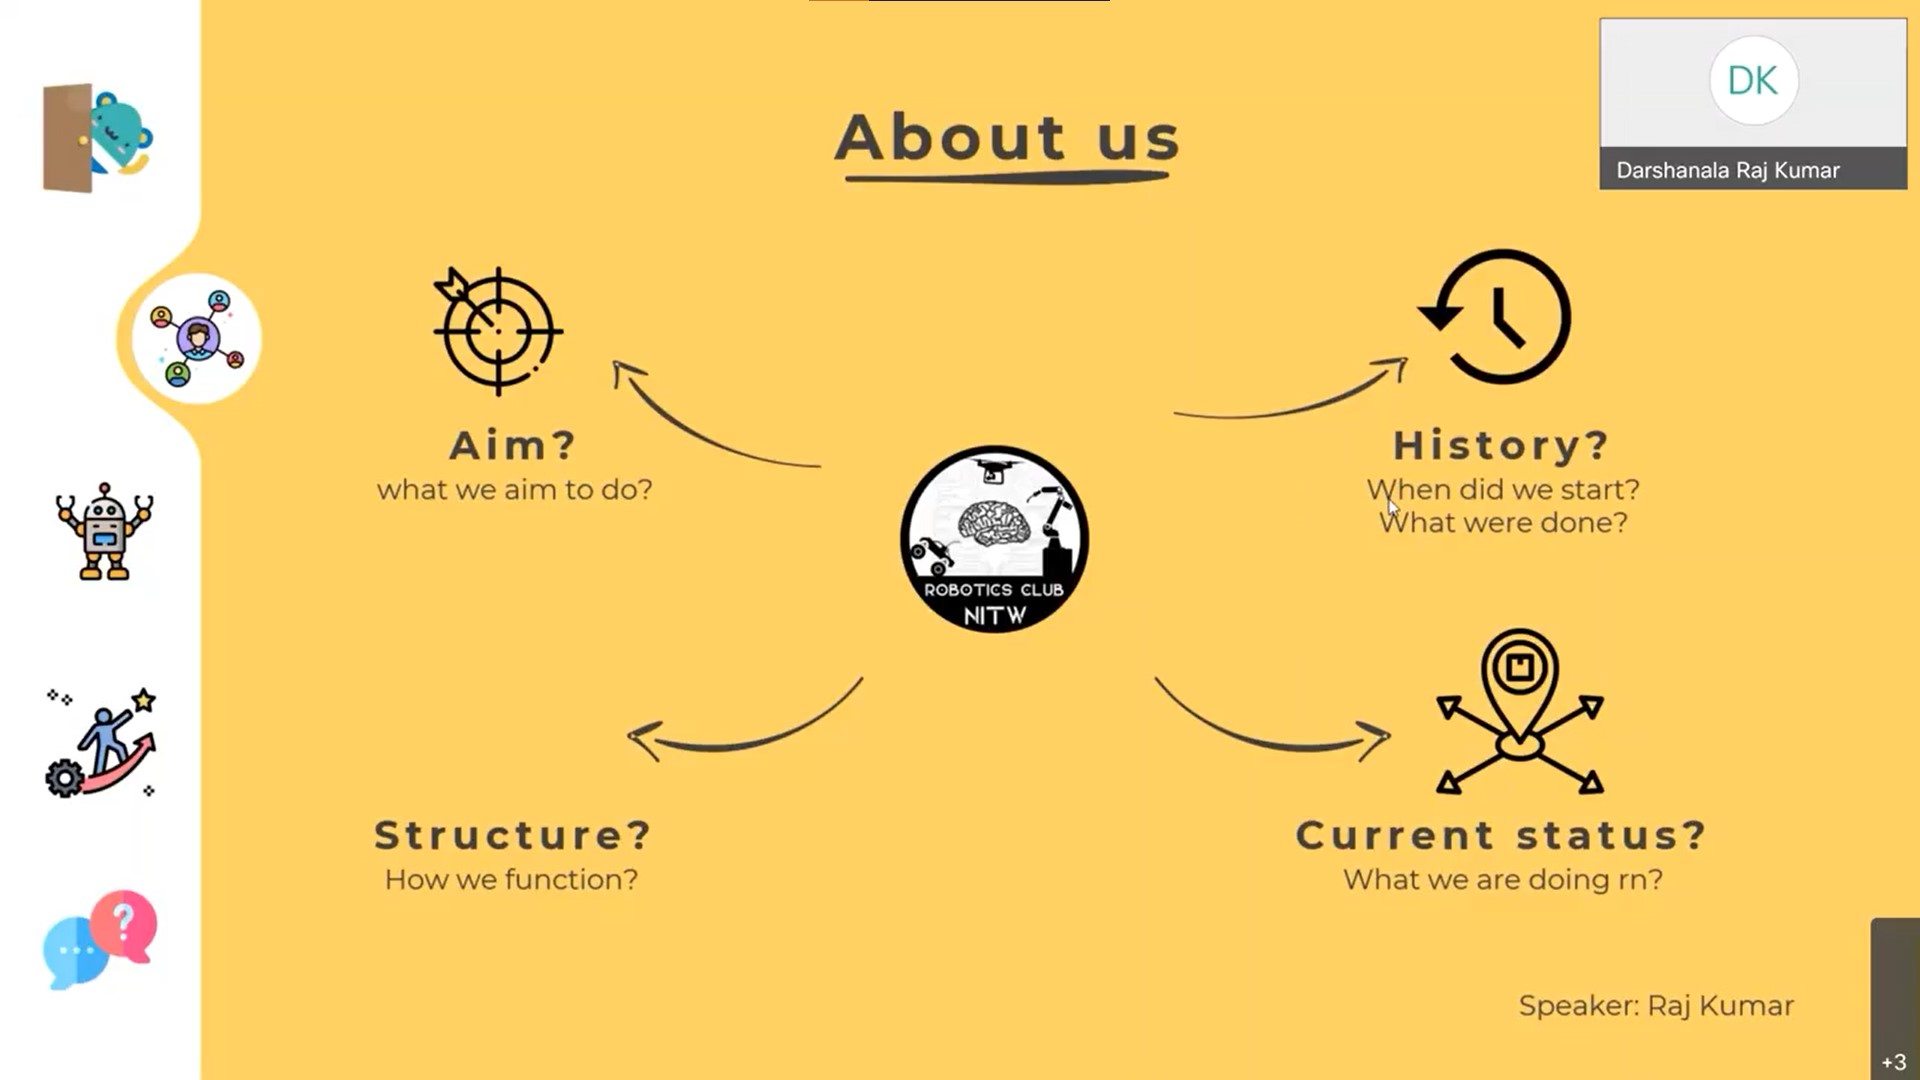 About us
DK
Darshanala Raj Kumar
Aim?
what we aim to do?
History?
When did we start?
What were done?
ROBOTICS CLUB
NITW
Structure?
How we function?
Current status?
What we are doing rn?
Speaker: Raj Kumar
+3